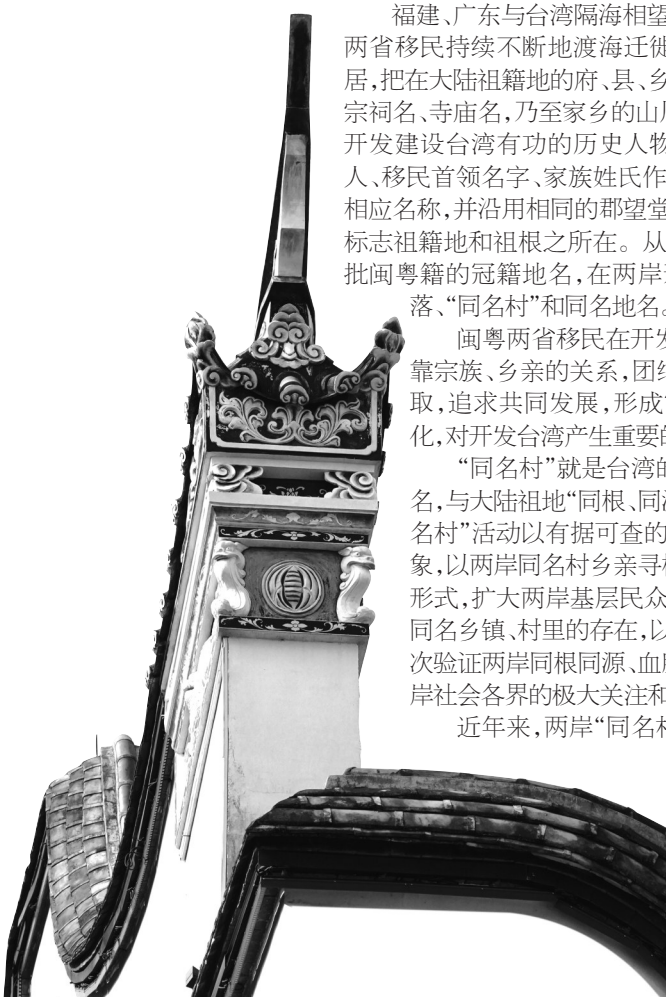 福建、广东与台湾隔海相望
两省移民持续不断地渡海迁徙
居,把在大陆祖籍地的府、县、乡
宗祠名、寺庙名,乃至家乡的山川
开发建设台湾有功的历史人物
人、移民首领名字、家族姓氏作
相应名称,并沿用相同的郡望堂
标志祖籍地和祖根之所在。从
批闽粤籍的冠籍地名,在两岸
落、“同名村”和同名地名。
闽粤两省移民在开发
靠宗族、乡亲的关系,团结
取,追求共同发展,形成
化,对开发台湾产生重要的
“同名村”就是台湾的
名,与大陆祖地“同根、同源
名村”活动以有据可查的
象,以两岸同名村乡亲寻根
形式,扩大两岸基层民众
同名乡镇、村里的存在,以
次验证两岸同根同源、血脉
岸社会各界的极大关注和
近年来,两岸“同名村